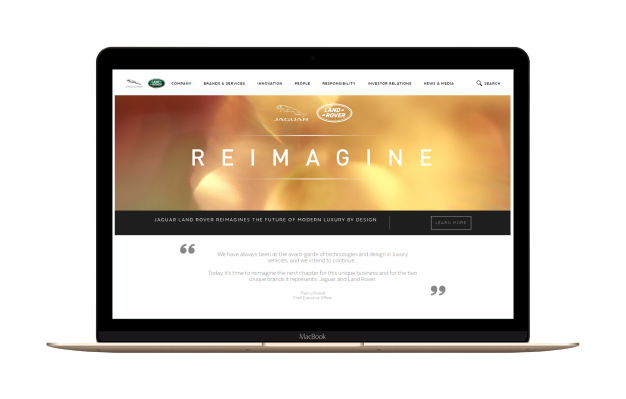 JAGUAR
LAND
ROVER
COMPANY
BRANDS & SERVICES
INNOVATION
PEOPLE
RESPONSIBILITY
INVESTOR RELATIONS
NEWS & MEDIA
SEARCH
JAGUAR
LAND
ROVER
REIMAGINE
JAGUAR LAND ROVER REIMAGINES THE FUTURE OF MODERN LUXURY BY DESIGN
LEARN MORE
“
We have always been at the avant-garde of technologies and design in luxury
vehicles, and we intend to continue...
Today, it's time to reimagine the next chapter for this unique business and for the two
unique brands it represents: Jaguar and Land Rover.
”
Chief Executive Officer
MacBook